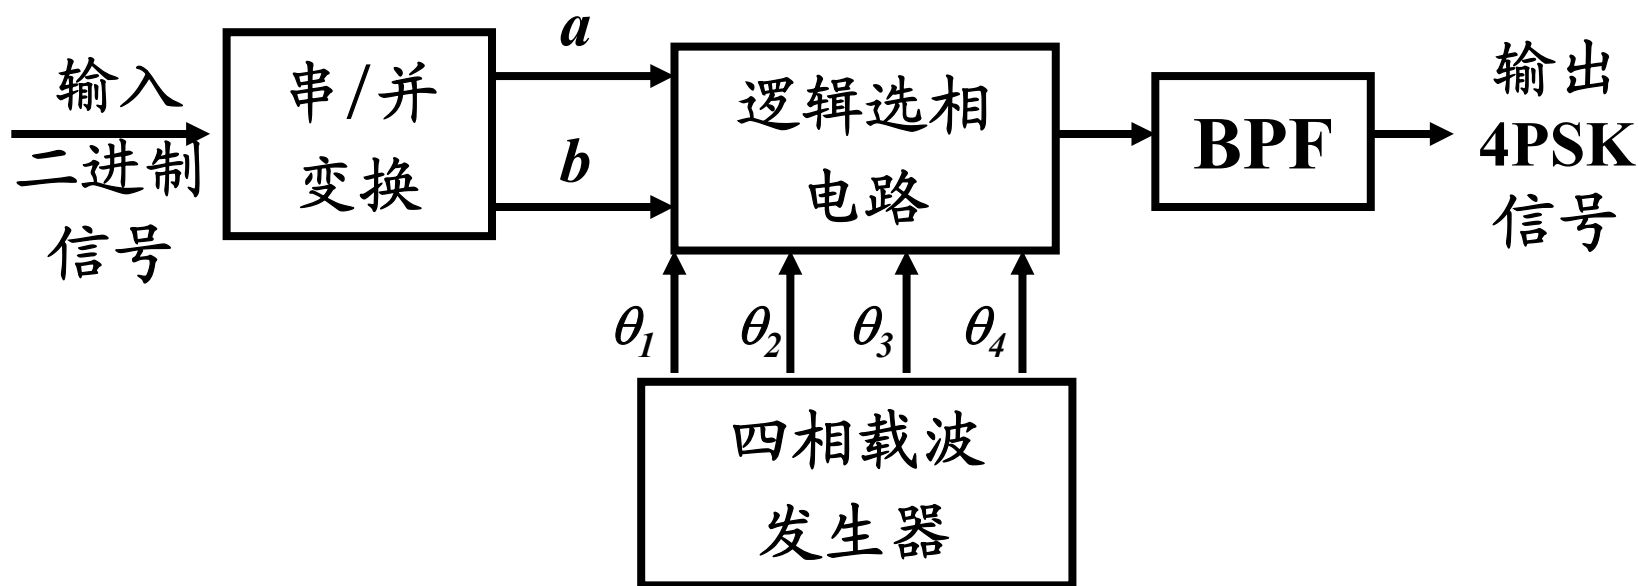 输入
二进制
信号
串/并
变换
a
b
逻辑选相
电路
BPF
输出
4PSK
信号
θ1
θ2
θ3
θ4
四相载波
发生器